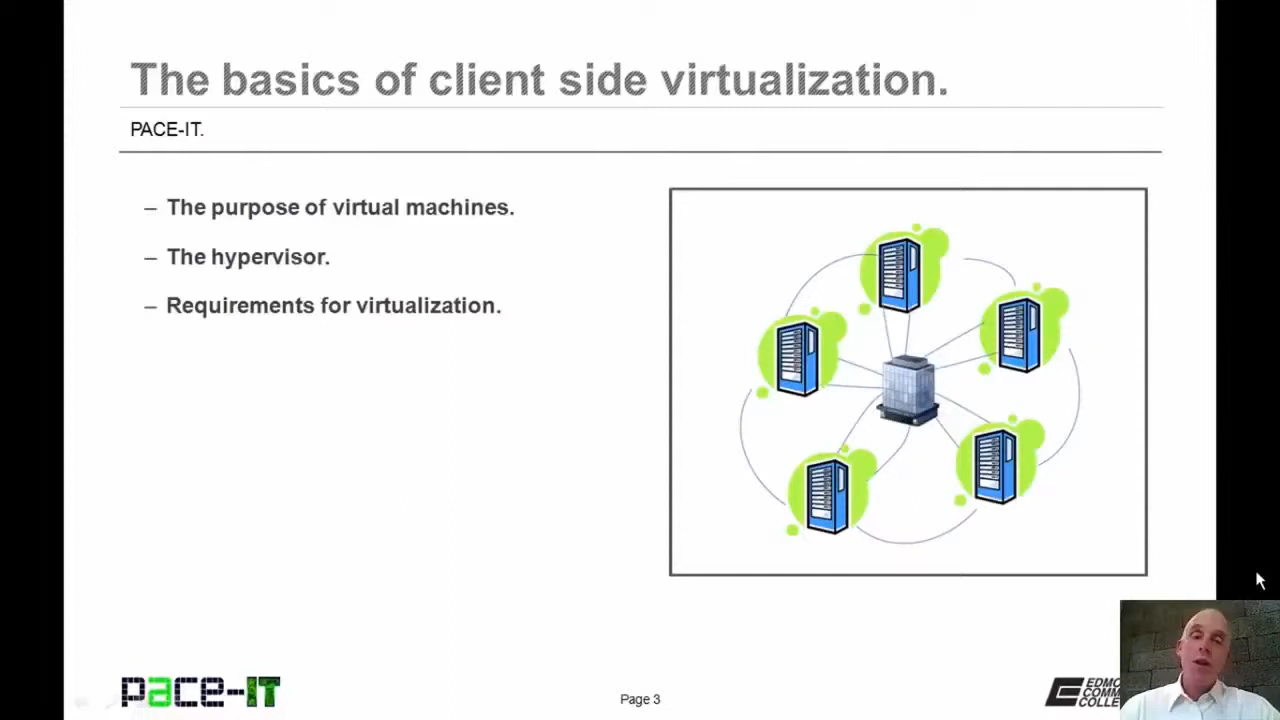 The basics of client side virtualization.
PACE-IT.
– The purpose of virtual machines.
– The hypervisor.
– Requirements for virtualization.
pace-IT
Page 3
COLLEGE